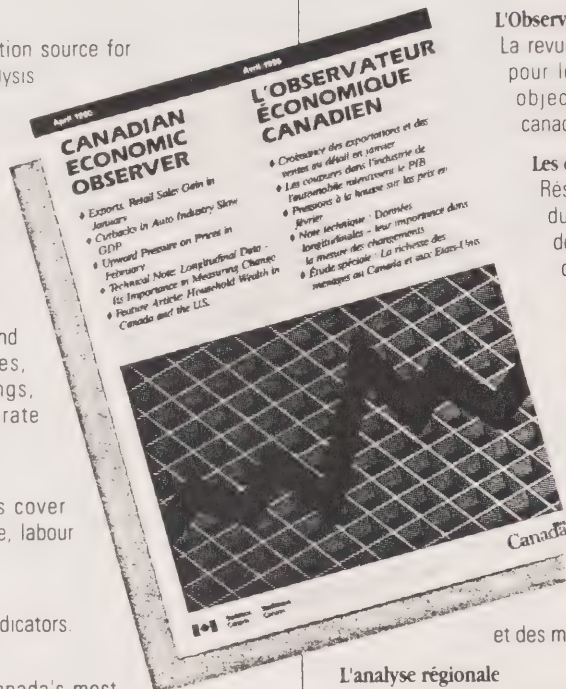 tion source for
ysis
nd
es,
ngs,
rate
s cover
e, labour
dicators.
nada's most
April 1990
Avril 1990
CANADIAN
ECONOMIC
OBSERVER
♦ Exports, Retail Sales Gain in
January
♦ Cutbacks in Auto Industry Slow
GDP
♦ Upward Pressure on Prices in
February
♦ Technical Note: Longitudinal Data -
Its Importance in Measuring Change
♦ Feature Article: Household Wealth in
Canada and the U.S.
L'OBSERVATEUR
ÉCONOMIQUE
CANADIEN
♦ Croissance des exportations et des
ventes au détail en janvier
♦ Les coupures dans l'industrie de
l'automobile ralentissent le PIB
♦ Pressions à la hausse sur les prix en
février
♦ Note technique : Données
longitudinales - leur importance dans
la mesure des changements
♦ Étude spéciale : La richesse des
ménages au Canada et aux États-Unis
Statistics
Canada
Statistique
Canada
Canada
L'Observ
La revu
pour l
objec
canad
Les
Rés
du
de
et des m
L'analyse régionale